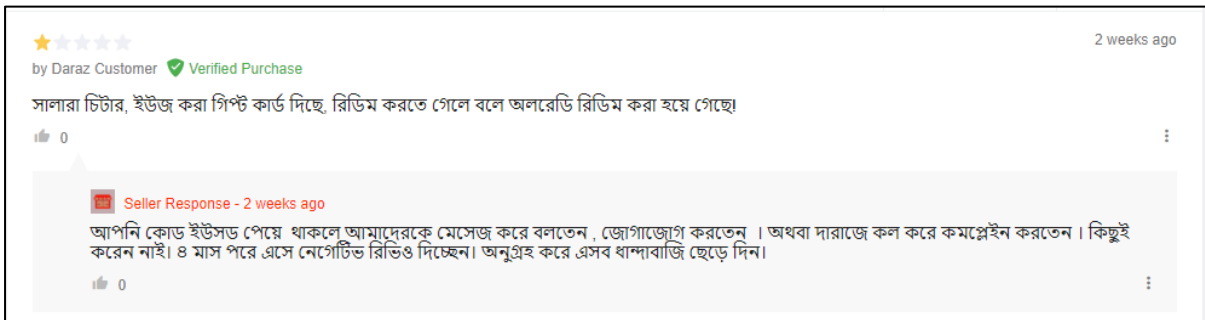 2 weeks ago
by Daraz Customer Verified Purchase
সালারা চিটার, ইউজ করা গিপ্ট কার্ড দিছে, রিডিম করতে গেলে বলে অলরেডি রিডিম করা হয়ে গেছে!
0
Seller Response - 2 weeks ago
আপনি কোড ইউসড পেয়ে থাকলে আমাদেরকে মেসেজ করে বলতেন , জোগাজোগ করতেন । অথবা দারাজে কল করে কমপ্লেইন করতেন । কিছুই
করেন নাই। ৪ মাস পরে এসে নেগেটিভ রিভিও দিচ্ছেন। অনুগ্রহ করে এসব ধান্দাবাজি ছেড়ে দিন।
0